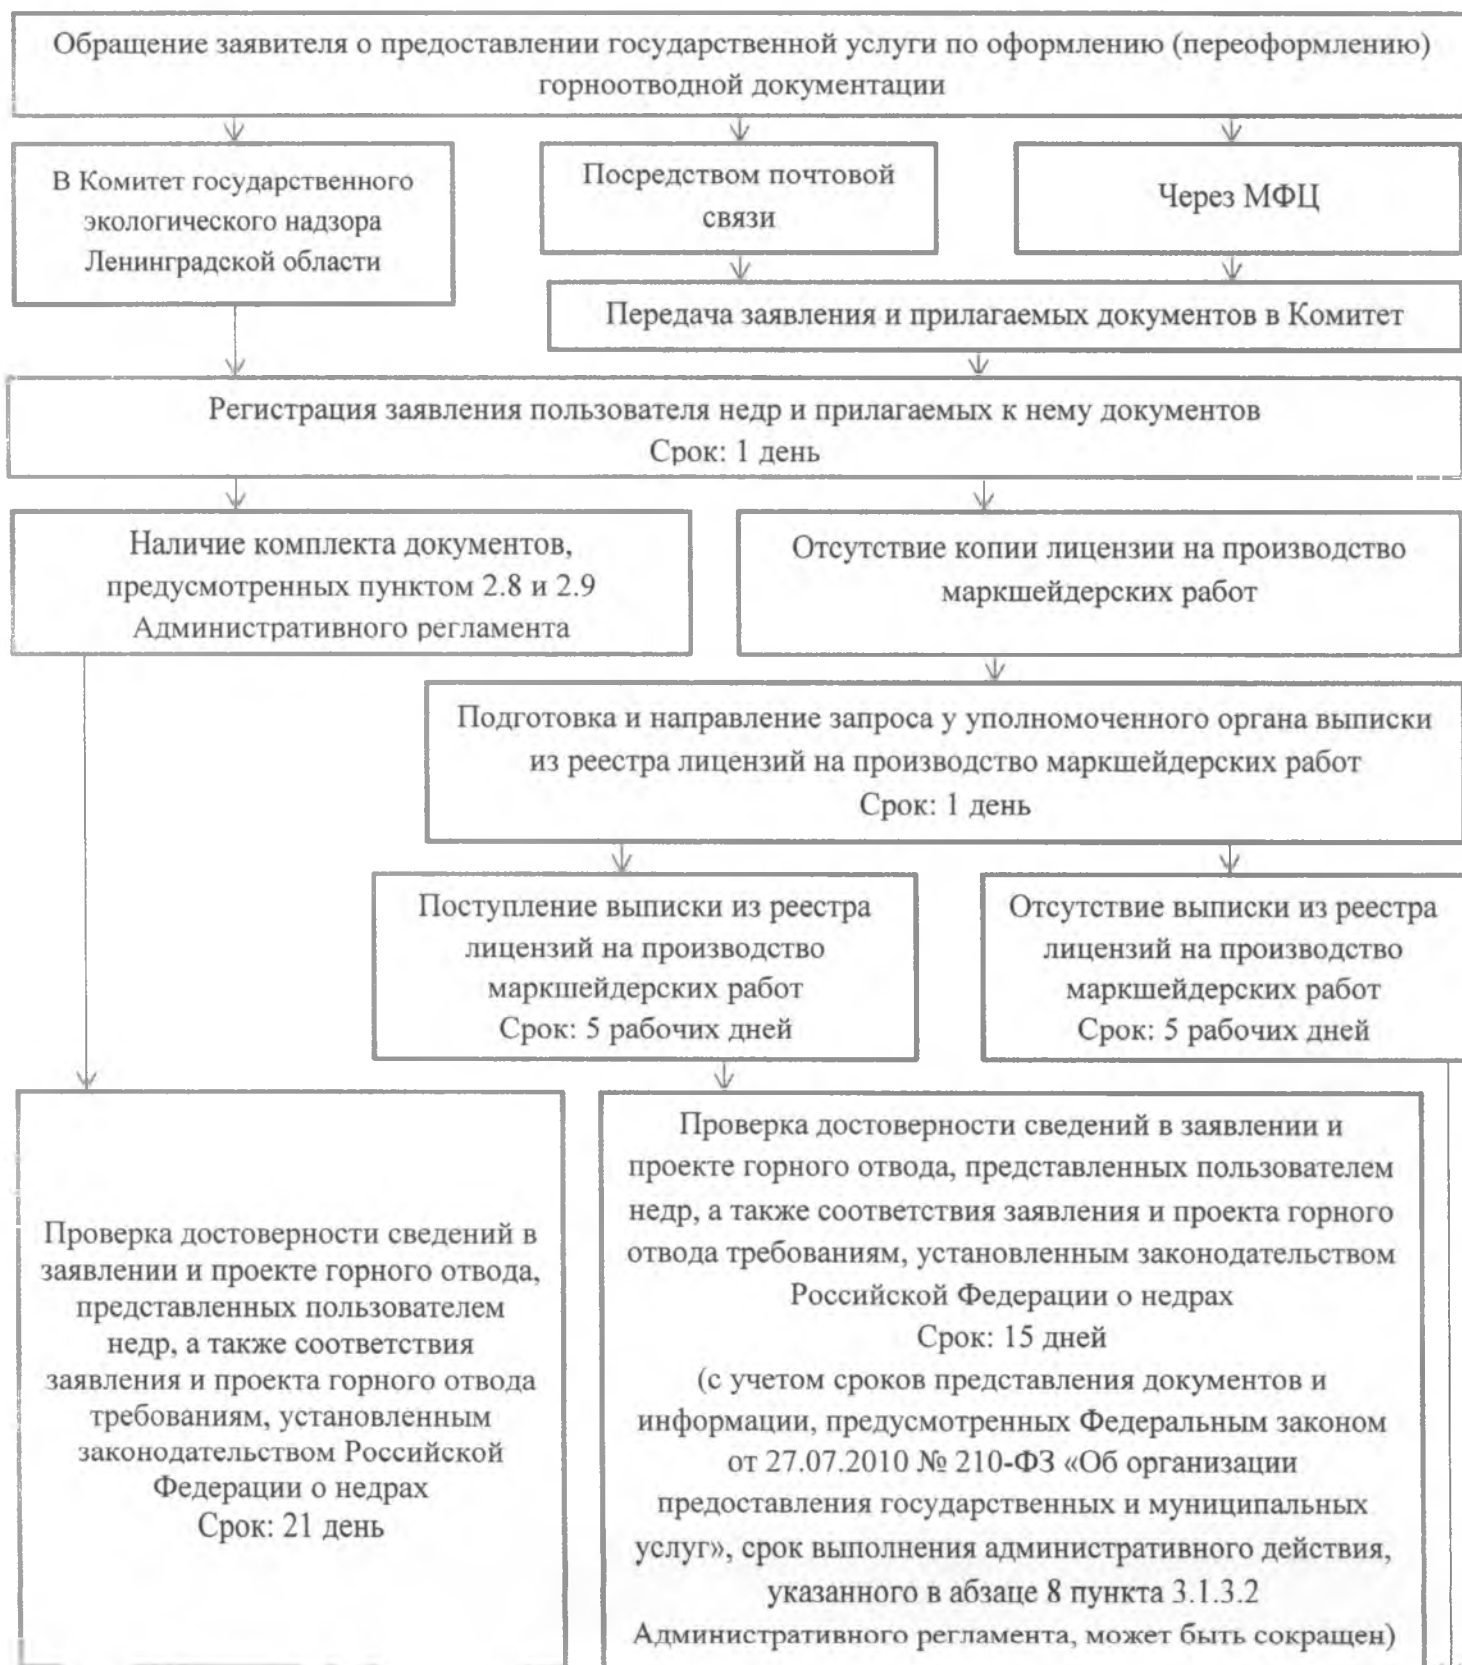 Обращение заявителя о предоставлении государственной услуги по оформлению (переоформлению)
горноотводной документации
В Комитет государственного
экологического надзора
Ленинградской области
Посредством почтовой
связи
Через МФЦ
Передача заявления и прилагаемых документов в Комитет
Регистрация заявления пользователя недр и прилагаемых к нему документов
Срок: 1 день
Наличие комплекта документов,
предусмотренных пунктом 2.8 и 2.9
Административного регламента
Отсутствие копии лицензии на производство
маркшейдерских работ
Подготовка и направление запроса у уполномоченного органа выписки
из реестра лицензий на производство маркшейдерских работ
Срок: 1 день
Поступление выписки из реестра
лицензий на производство
маркшейдерских работ
Срок: 5 рабочих дней
Отсутствие выписки из реестра
лицензий на производство
маркшейдерских работ
Срок: 5 рабочих дней
Проверка достоверности сведений в
заявлении и проекте горного отвода,
представленных пользователем
недр, а также соответствия
заявления и проекта горного отвода
требованиям, установленным
законодательством Российской
Федерации о недрах
Срок: 21 день
Проверка достоверности сведений в заявлении и
проекте горного отвода, представленных пользователем
недр, а также соответствия заявления и проекта горного
отвода требованиям, установленным законодательством
Российской Федерации о недрах
Срок: 15 дней
(с учетом сроков представления документов и
информации, предусмотренных Федеральным законом
от 27.07.2010 № 210-ФЗ «Об организации
предоставления государственных и муниципальных
услуг», срок выполнения административного действия,
указанного в абзаце 8 пункта 3.1.3.2
Административного регламента, может быть сокращен)